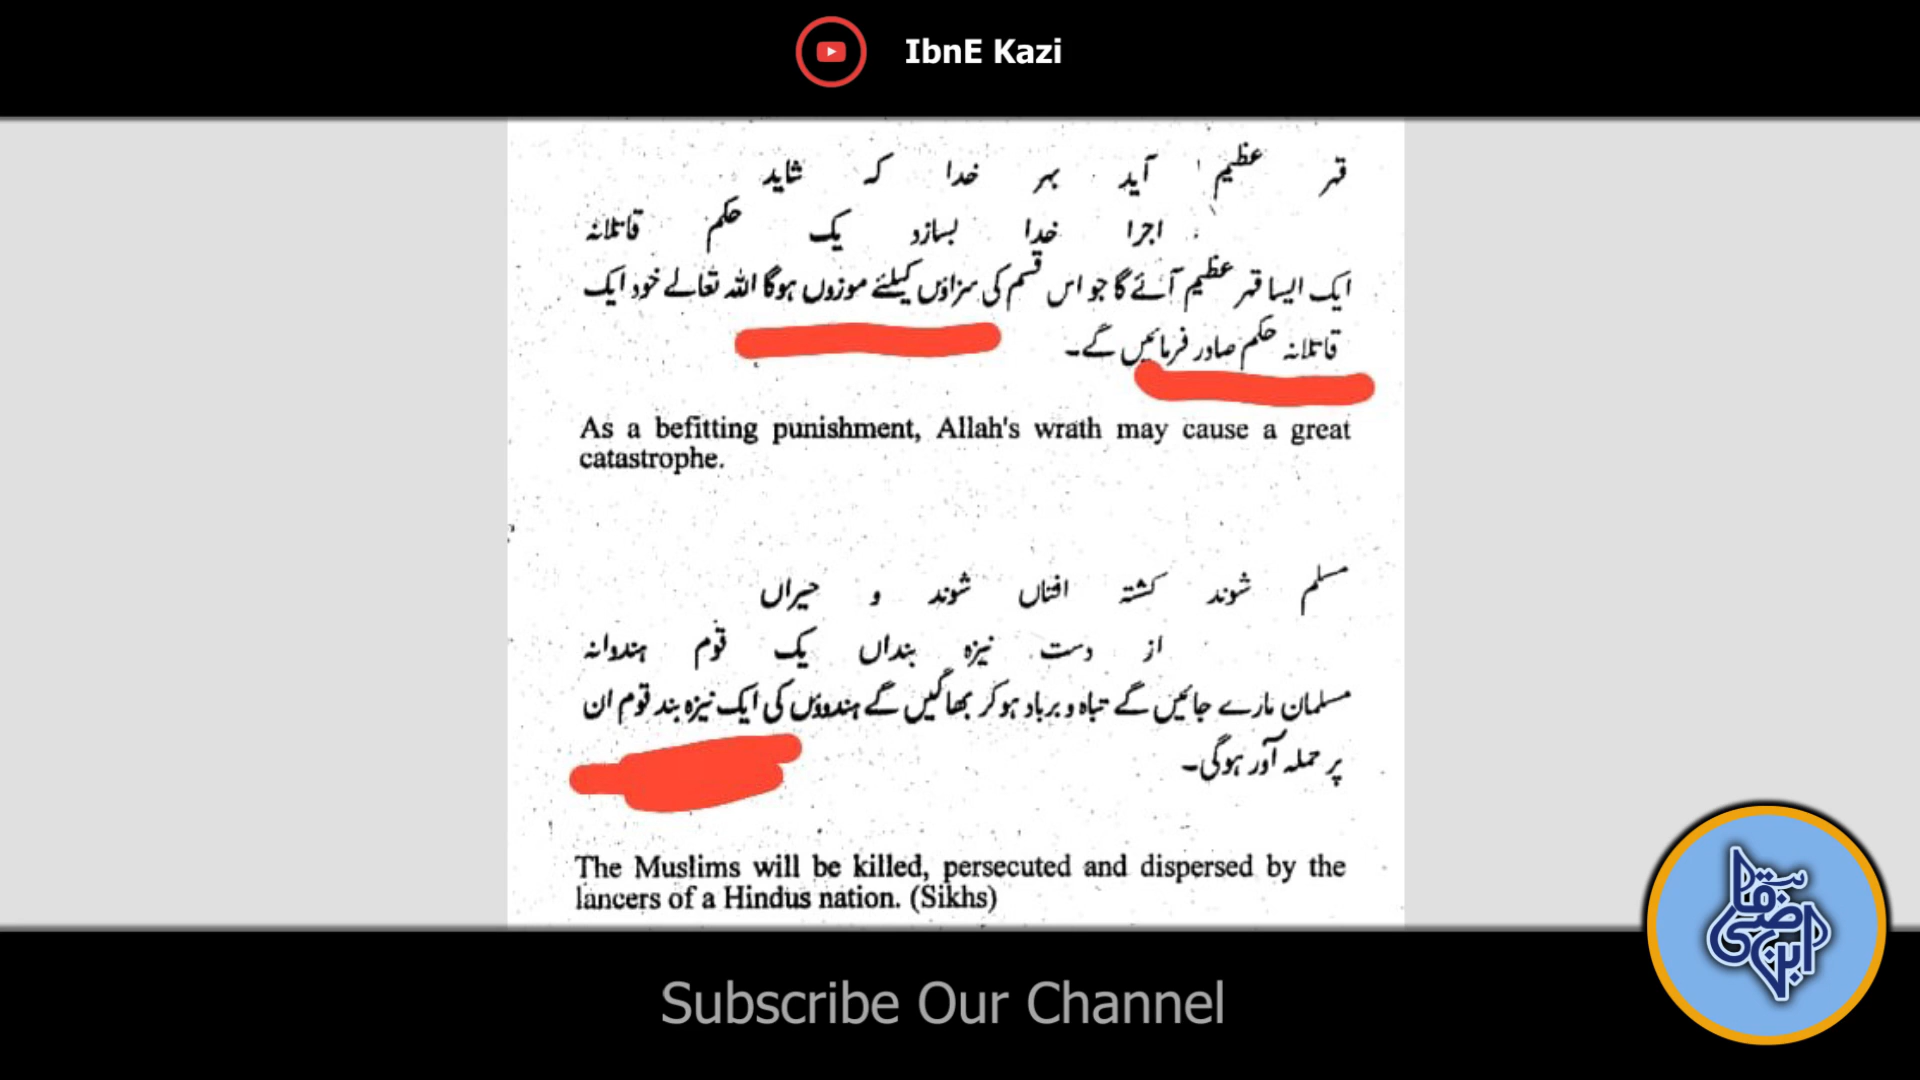 IbnE Kazi
قہر عظیم آید بہر خدا کہ شاید
اجرا خدا بسازد یک حکم قاتلانہ
ایک ایسا قہر عظیم آئے گا جو اس قسم کی سزاؤں کیلئے موزوں ہوگا اللہ تعالے خود ایک
قاتلانہ حکم صادر فرمائیں گے۔
As a befitting punishment, Allah's wrath may cause a great
catastrophe.
مسلم شوند کشتہ افتاں شوند و حیراں
از دست نیزہ بنداں یک قوم ہندوانہ
مسلمان مارے جائیں گے تباہ و برباد ہو کر بھاگیں گے ہندوؤں کی ایک نیزہ بند قوم ان
پر حملہ آور ہوگی۔
The Muslims will be killed, persecuted and dispersed by the
lancers of a Hindus nation. (Sikhs)
Subscribe Our Channel